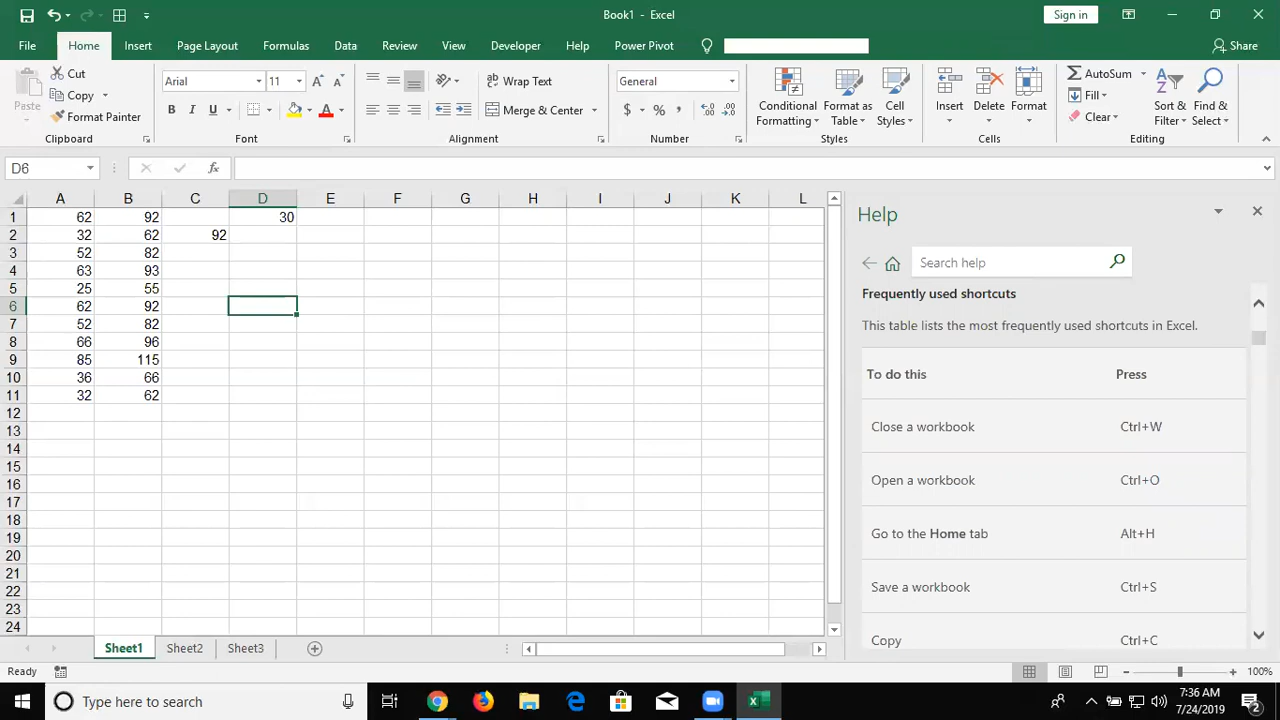 Book1 - Excel
Sign in
File Home Insert Page Layout Formulas Data Review View Developer Help Power Pivot Share
Paste
Cut
Copy
Format Painter
Clipboard
Arial 11
B I U
A
Font
ab Wrap Text
Merge & Center
Alignment
General
$ % ,
Number
Conditional Formatting
Format as Table
Cell Styles
Styles
Insert Delete Format
Cells
AutoSum
Fill
Clear
Sort & Filter
Find & Select
Editing
D6 fx
A B C D E F G H I J K L
1 62 92 30
2 32 62 92
3 52 82
4 63 93
5 25 55
6 62 92
7 52 82
8 66 96
9 85 115
10 36 66
11 32 62
12
13
14
15
16
17
18
19
20
21
22
23
24
Help
Search help
Frequently used shortcuts
This table lists the most frequently used shortcuts in Excel.
To do this Press
Close a workbook Ctrl+W
Open a workbook Ctrl+O
Go to the Home tab Alt+H
Save a workbook Ctrl+S
Copy Ctrl+C
Sheet1 Sheet2 Sheet3
Ready 100%
Type here to search
7:36 AM
7/24/2019
2